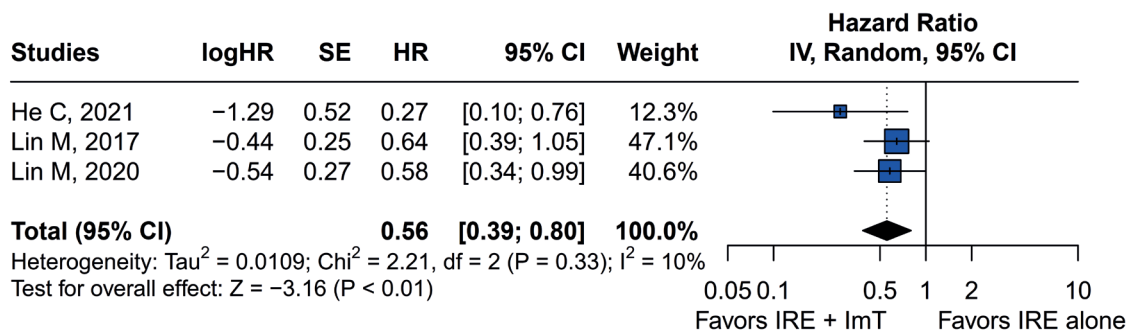 Hazard Ratio
Studies logHR SE HR 95% CI Weight IV, Random, 95% CI
He C, 2021 −1.29 0.52 0.27 [0.10; 0.76] 12.3%
Lin M, 2017 −0.44 0.25 0.64 [0.39; 1.05] 47.1%
Lin M, 2020 −0.54 0.27 0.58 [0.34; 0.99] 40.6%
Total (95% CI) 0.56 [0.39; 0.80] 100.0%
Heterogeneity: Tau² = 0.0109; Chi² = 2.21, df = 2 (P = 0.33); I² = 10%
Test for overall effect: Z = −3.16 (P < 0.01)
0.05 0.1 0.5 1 2 10
Favors IRE + ImT Favors IRE alone